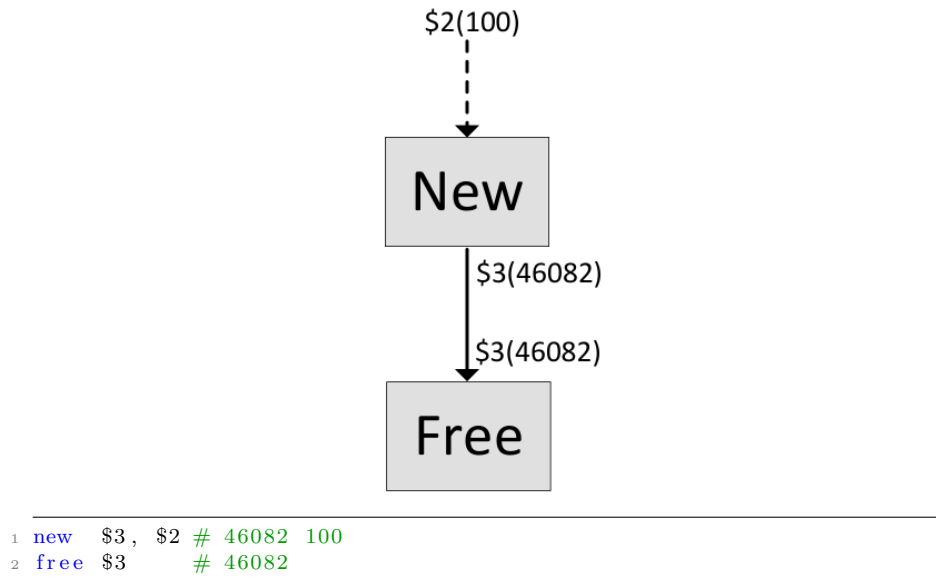 $2(100)
New
$3(46082)
$3(46082)
Free
1 new $3, $2 # 46082 100
2 free $3 # 46082